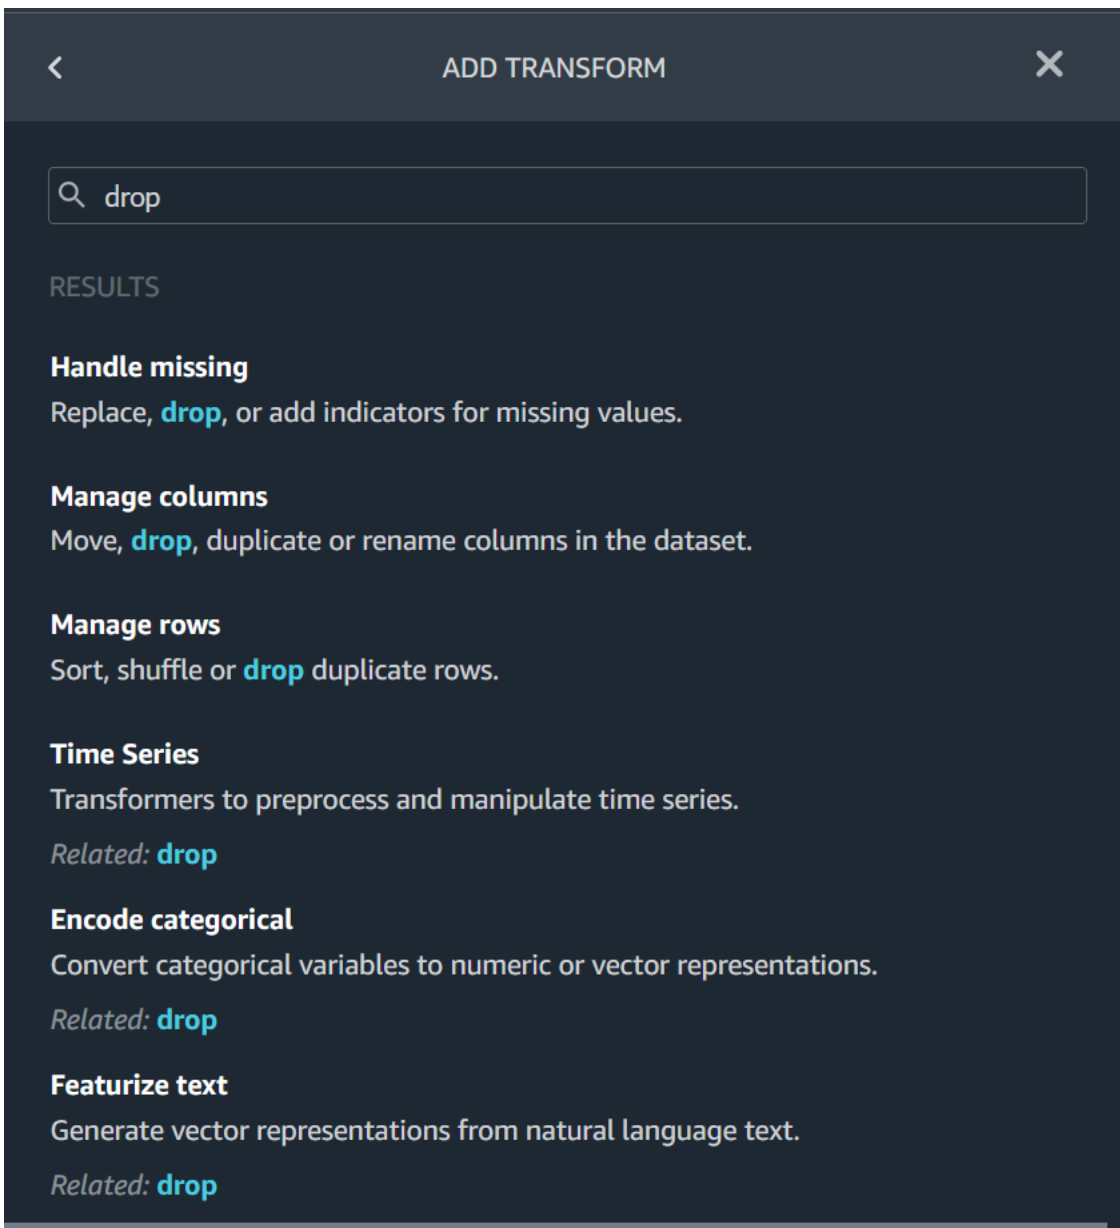 ADD TRANSFORM
drop
RESULTS
Handle missing
Replace, drop, or add indicators for missing values.
Manage columns
Move, drop, duplicate or rename columns in the dataset.
Manage rows
Sort, shuffle or drop duplicate rows.
Time Series
Transformers to preprocess and manipulate time series.
Related: drop
Encode categorical
Convert categorical variables to numeric or vector representations.
Related: drop
Featurize text
Generate vector representations from natural language text.
Related: drop